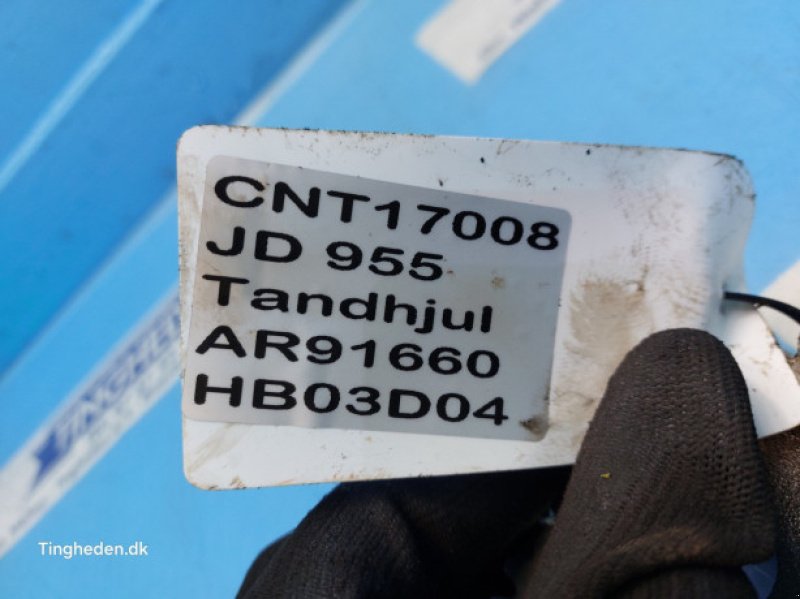 CNT17008
JD 955
Tandhjul
AR91660
HB03D04
Tingheden.dk